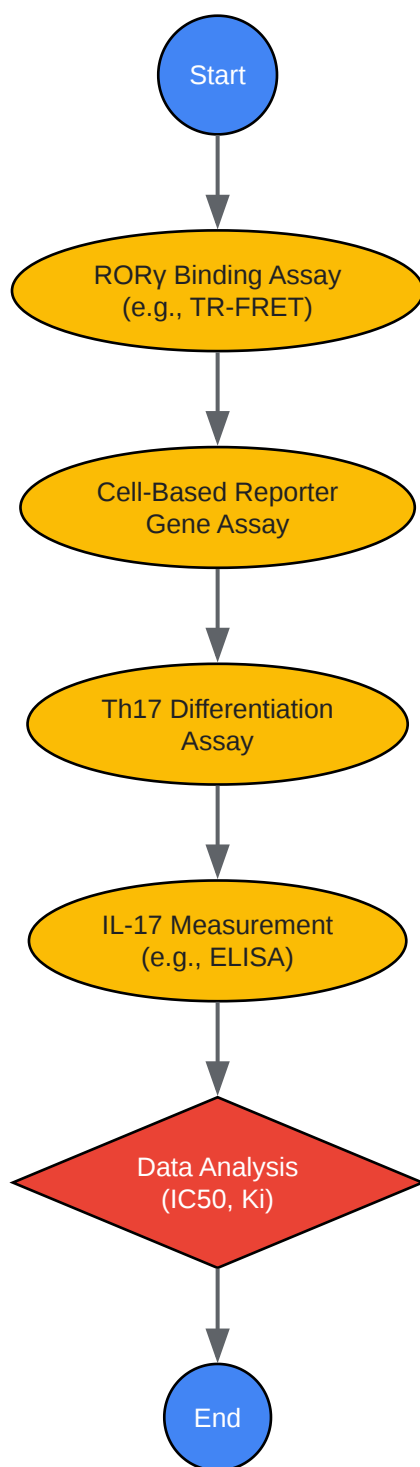 Start
RORγ Binding Assay
(e.g., TR-FRET)
Cell-Based Reporter
Gene Assay
Th17 Differentiation
Assay
IL-17 Measurement
(e.g., ELISA)
Data Analysis
(IC50, Ki)
End